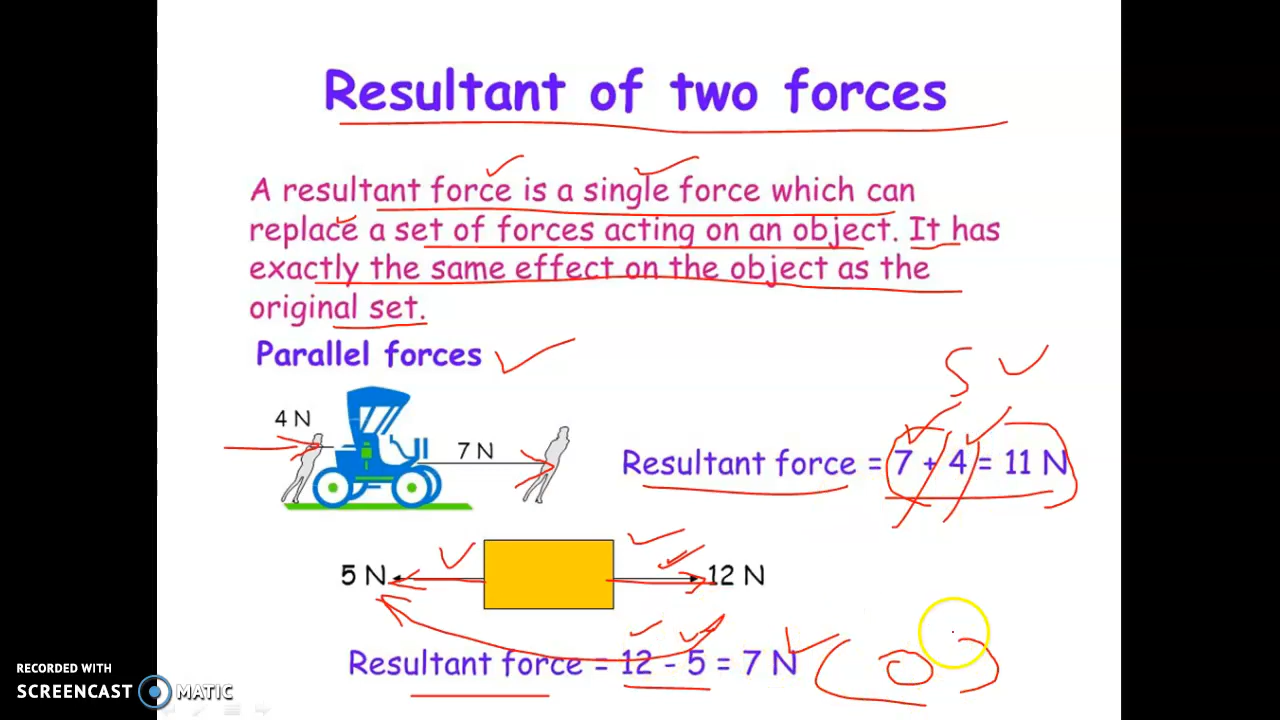 Resultant of two forces
A resultant force is a single force which can
replace a set of forces acting on an object. It has
exactly the same effect on the object as the
original set.
Parallel forces
4 N
7 N
S
Resultant force = 7 + 4 = 11 N
5 N
12 N
Resultant force = 12 - 5 = 7 N
(0)
RECORDED WITH
SCREENCAST MATIC